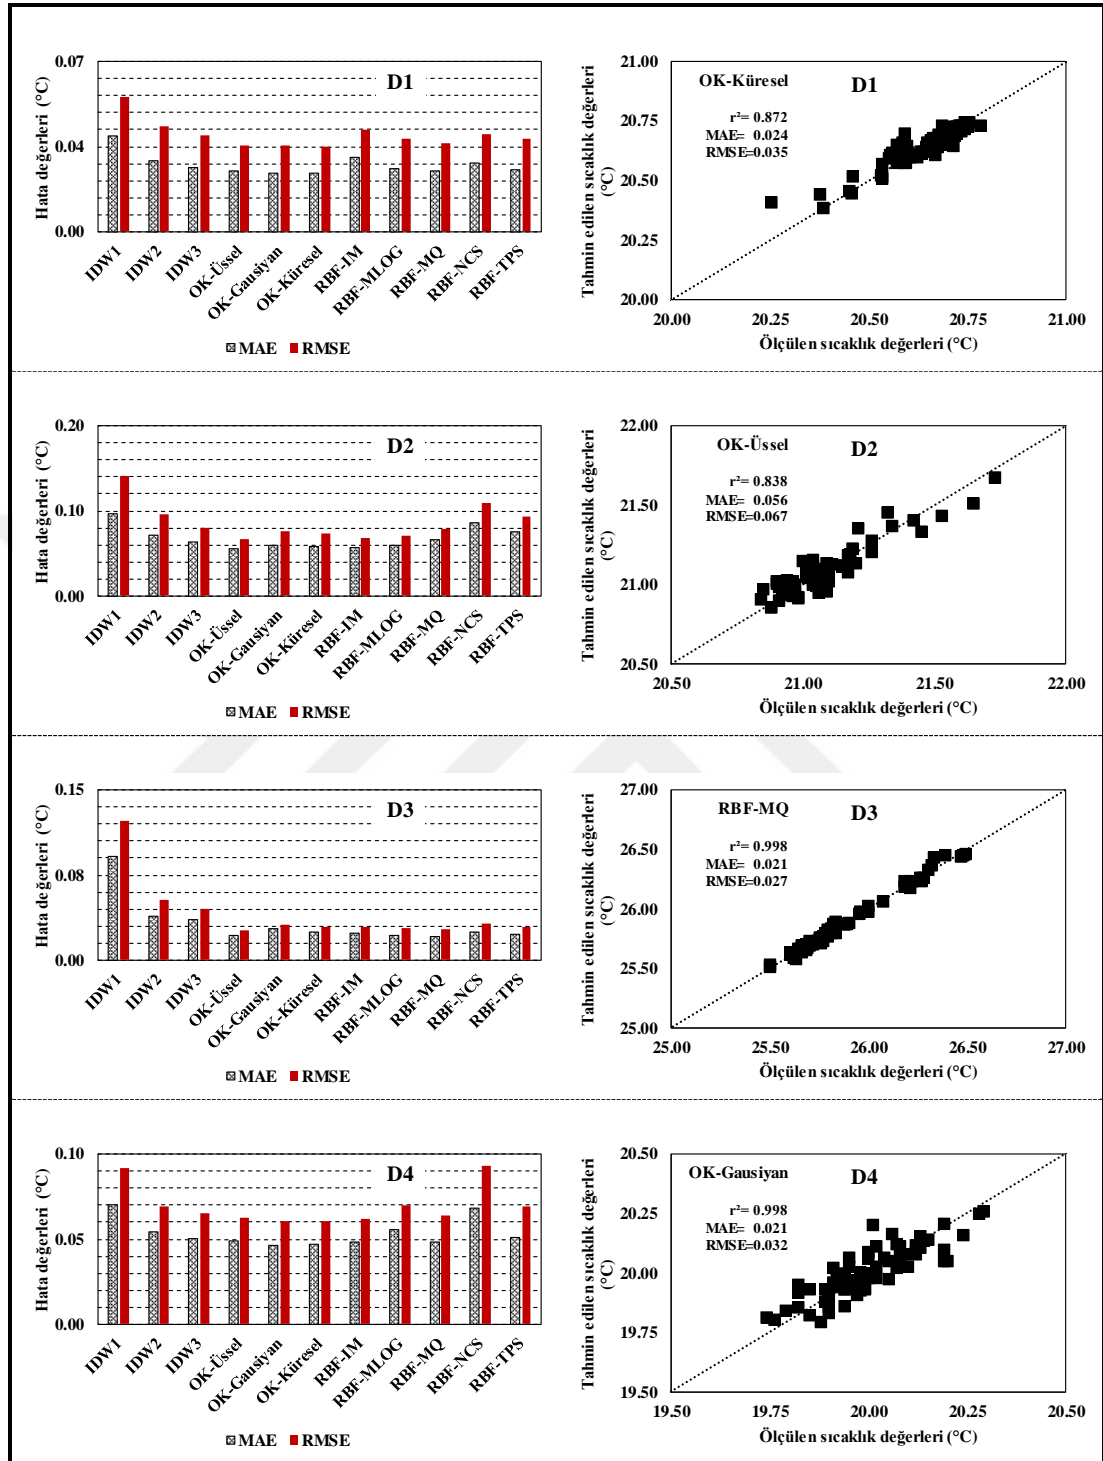 0.07
0.04
0.00
Hata değerleri (°C)
D1
IDW1
IDW2
IDW3
OK-Üssel
OK-Gausiyan
OK-Küresel
RBF-IM
RBF-MLOG
RBF-MQ
RBF-NCS
RBF-TPS
MAE RMSE
21.00
20.75
20.50
20.25
20.00
Tahmin edilen sıcaklık değerleri
(°C)
OK-Küresel
D1
r²= 0.872
MAE= 0.024
RMSE=0.035
20.00 20.25 20.50 20.75 21.00
Ölçülen sıcaklık değerleri (°C)
0.20
0.10
0.00
Hata değerleri (°C)
D2
IDW1
IDW2
IDW3
OK-Üssel
OK-Gausiyan
OK-Küresel
RBF-IM
RBF-MLOG
RBF-MQ
RBF-NCS
RBF-TPS
MAE RMSE
22.00
21.50
21.00
20.50
Tahmin edilen sıcaklık değerleri
(°C)
OK-Üssel
D2
r²= 0.838
MAE= 0.056
RMSE=0.067
20.50 21.00 21.50 22.00
Ölçülen sıcaklık değerleri (°C)
0.15
0.08
0.00
Hata değerleri (°C)
D3
IDW1
IDW2
IDW3
OK-Üssel
OK-Gausiyan
OK-Küresel
RBF-IM
RBF-MLOG
RBF-MQ
RBF-NCS
RBF-TPS
MAE RMSE
27.00
26.50
26.00
25.50
25.00
Tahmin edilen sıcaklık değerleri
(°C)
RBF-MQ
D3
r²= 0.998
MAE= 0.021
RMSE=0.027
25.00 25.50 26.00 26.50 27.00
Ölçülen sıcaklık değerleri (°C)
0.10
0.05
0.00
Hata değerleri (°C)
D4
IDW1
IDW2
IDW3
OK-Üssel
OK-Gausiyan
OK-Küresel
RBF-IM
RBF-MLOG
RBF-MQ
RBF-NCS
RBF-TPS
MAE RMSE
20.50
20.25
20.00
19.75
19.50
Tahmin edilen sıcaklık değerleri
(°C)
OK-Gausiyan
D4
r²= 0.998
MAE= 0.021
RMSE=0.032
19.50 19.75 20.00 20.25 20.50
Ölçülen sıcaklık değerleri (°C)